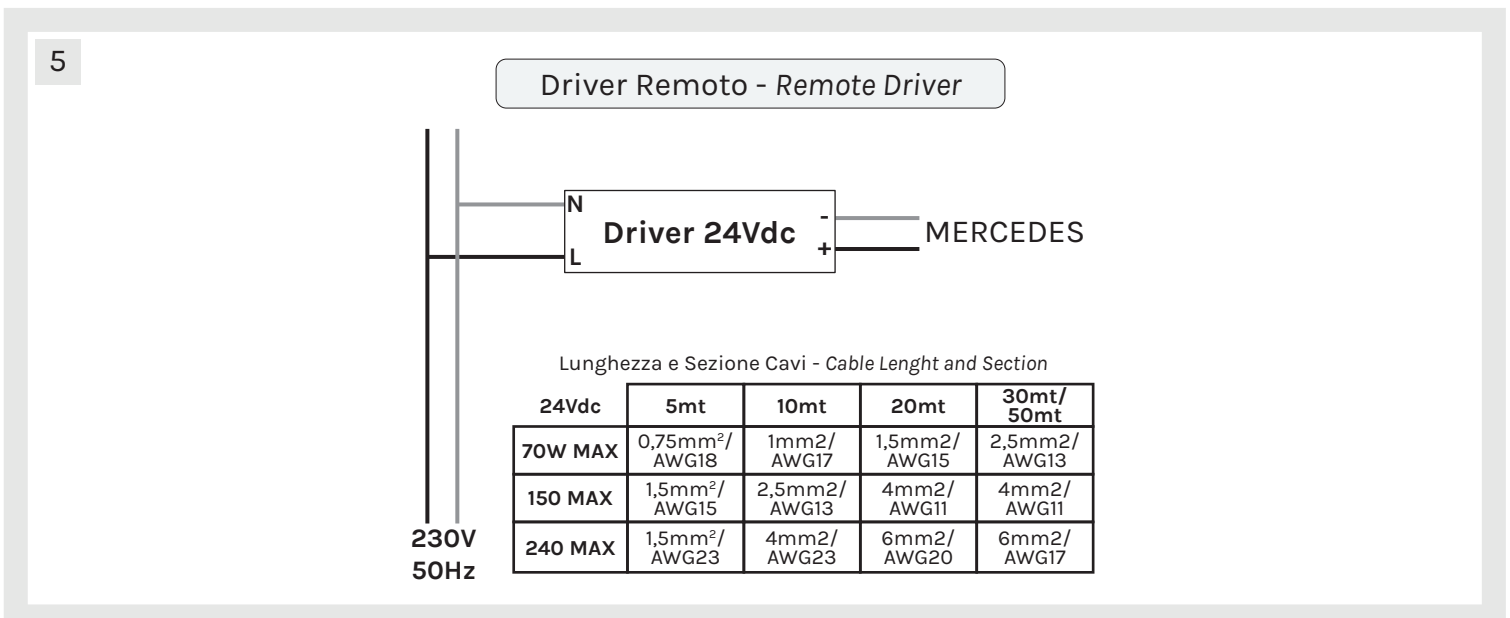 5
Driver Remoto - Remote Driver
N
L
Driver 24Vdc
-
+
MERCEDES
Lunghezza e Sezione Cavi - Cable Lenght and Section
24Vdc 5mt 10mt 20mt 30mt/
50mt
70W MAX 0,75mm²/ 1mm2/ 1,5mm2/ 2,5mm2/
AWG18 AWG17 AWG15 AWG13
150 MAX 1,5mm²/ 2,5mm2/ 4mm2/ 4mm2/
AWG15 AWG13 AWG11 AWG11
240 MAX 1,5mm²/ 4mm2/ 6mm2/ 6mm2/
AWG23 AWG23 AWG20 AWG17
230V
50Hz